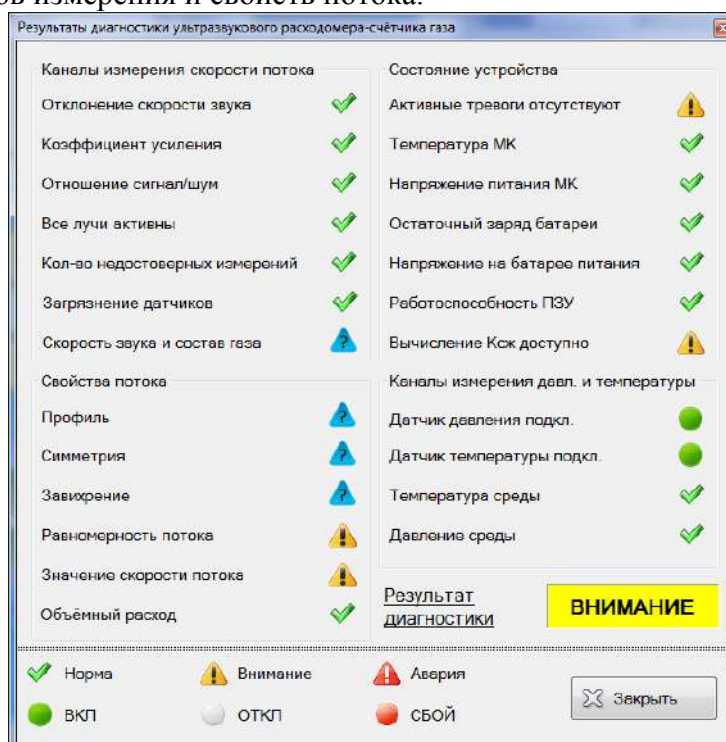 ов измерения и свойств потока.
Результаты диагностики ультразвукового расходомера-счётчика газа
Каналы измерения скорости потока
Отклонение скорости звука
Коэффициент усиления
Отношение сигнал/шум
Все лучи активны
Кол-во недостоверных измерений
Загрязнение датчиков
Скорость звука и состав газа
Свойства потока
Профиль
Симметрия
Завихрение
Равномерность потока
Значение скорости потока
Объёмный расход
Состояние устройства
Активные тревоги отсутствуют
Температура МК
Напряжение питания МК
Остаточный заряд батареи
Напряжение на батарее питания
Работоспособность ПЗУ
Вычисление Ксж доступно
Каналы измерения давл. и температуры
Датчик давления подкл.
Датчик температуры подкл.
Температура среды
Давление среды
Результат
диагностики
ВНИМАНИЕ
Норма
Внимание
Авария
ВКЛ
ОТКЛ
СБОЙ
Закрыть